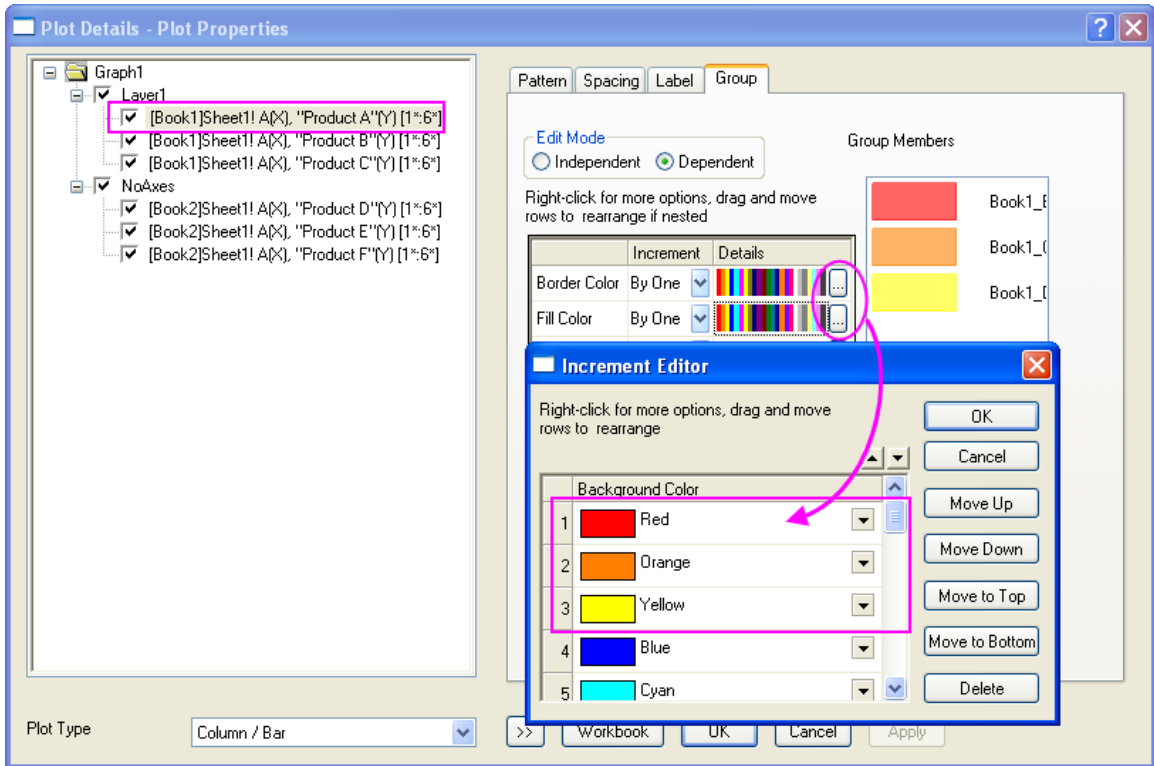 Plot Details - Plot Properties
Graph1
Layer1
[Book1]Sheet1! A(X), "Product A"(Y) [1*:6*]
[Book1]Sheet1! A(X), "Product B"(Y) [1*:6*]
[Book1]Sheet1! A(X), "Product C"(Y) [1*:6*]
NoAxes
[Book2]Sheet1! A(X), "Product D"(Y) [1*:6*]
[Book2]Sheet1! A(X), "Product E"(Y) [1*:6*]
[Book2]Sheet1! A(X), "Product F"(Y) [1*:6*]
Pattern Spacing Label Group
Edit Mode
Independent Dependent
Group Members
Right-click for more options, drag and move
rows to rearrange if nested
Increment Details
Border Color By One ...
Fill Color By One ...
Book1_
Book1_
Book1_
Increment Editor
Right-click for more options, drag and move
rows to rearrange
Background Color
1 Red
2 Orange
3 Yellow
4 Blue
5 Cyan
OK
Cancel
Move Up
Move Down
Move to Top
Move to Bottom
Delete
Plot Type Column / Bar >> Workbook OK Cancel Apply